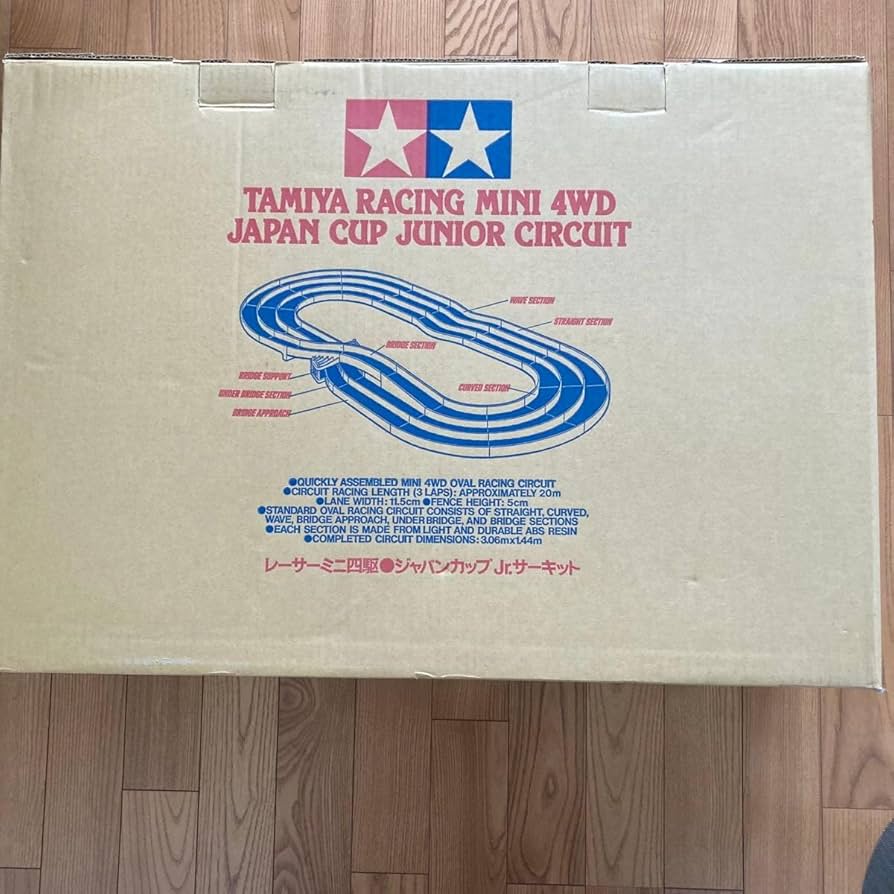 TAMIYA RACING MINI 4WD
JAPAN CUP JUNIOR CIRCUIT
WAVE SECTION
STRAIGHT SECTION
BRIDGE SECTION
BRIDGE SUPPORT
CURVED SECTION
UNDER BRIDGE SECTION
BRIDGE APPROACH
●QUICKLY ASSEMBLED MINI 4WD OVAL RACING CIRCUIT
●CIRCUIT RACING LENGTH (3 LAPS): APPROXIMATELY 20m
●LANE WIDTH: 11.5cm ●FENCE HEIGHT: 5cm
●STANDARD OVAL RACING CIRCUIT CONSISTS OF STRAIGHT, CURVED,
WAVE, BRIDGE APPROACH, UNDER BRIDGE, AND BRIDGE SECTIONS
●EACH SECTION IS MADE FROM LIGHT AND DURABLE ABS RESIN
●COMPLETED CIRCUIT DIMENSIONS: 3.06m×1.44m
レーサーミニ四駆●ジャパンカップ Jr.サーキット